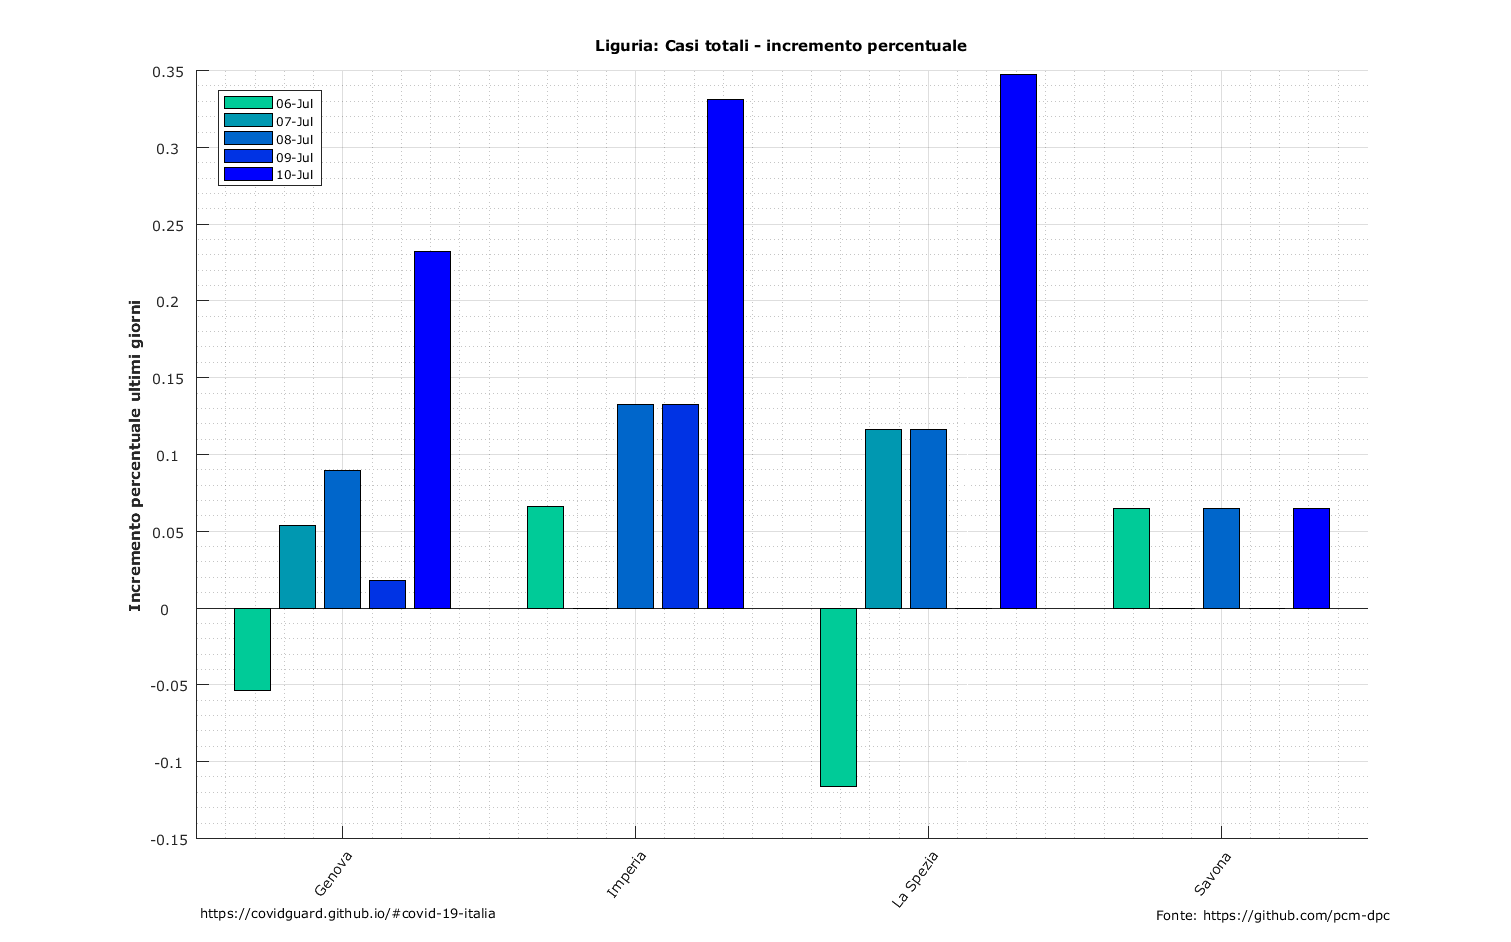 Liguria: Casi totali - incremento percentuale
0.35
0.3
0.25
0.2
0.15
0.1
0.05
0
-0.05
-0.1
-0.15
Incremento percentuale ultimi giorni
06-Jul
07-Jul
08-Jul
09-Jul
10-Jul
Genova
Imperia
La Spezia
Savona
https://covidguard.github.io/#covid-19-italia
Fonte: https://github.com/pcm-dpc